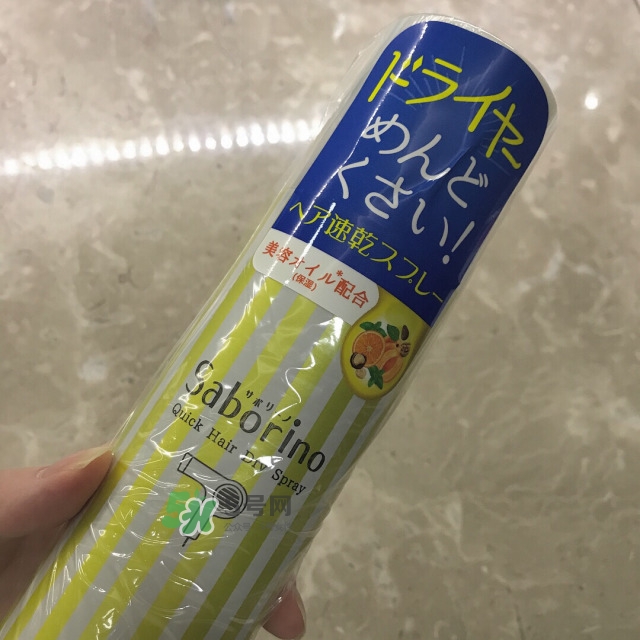 ドライヤー
めんど
くさい!
ヘア速乾スプレー
美容オイル*配合
(保湿)
サボリーノ
Saborino
Quick Hair Dry Spray
号网